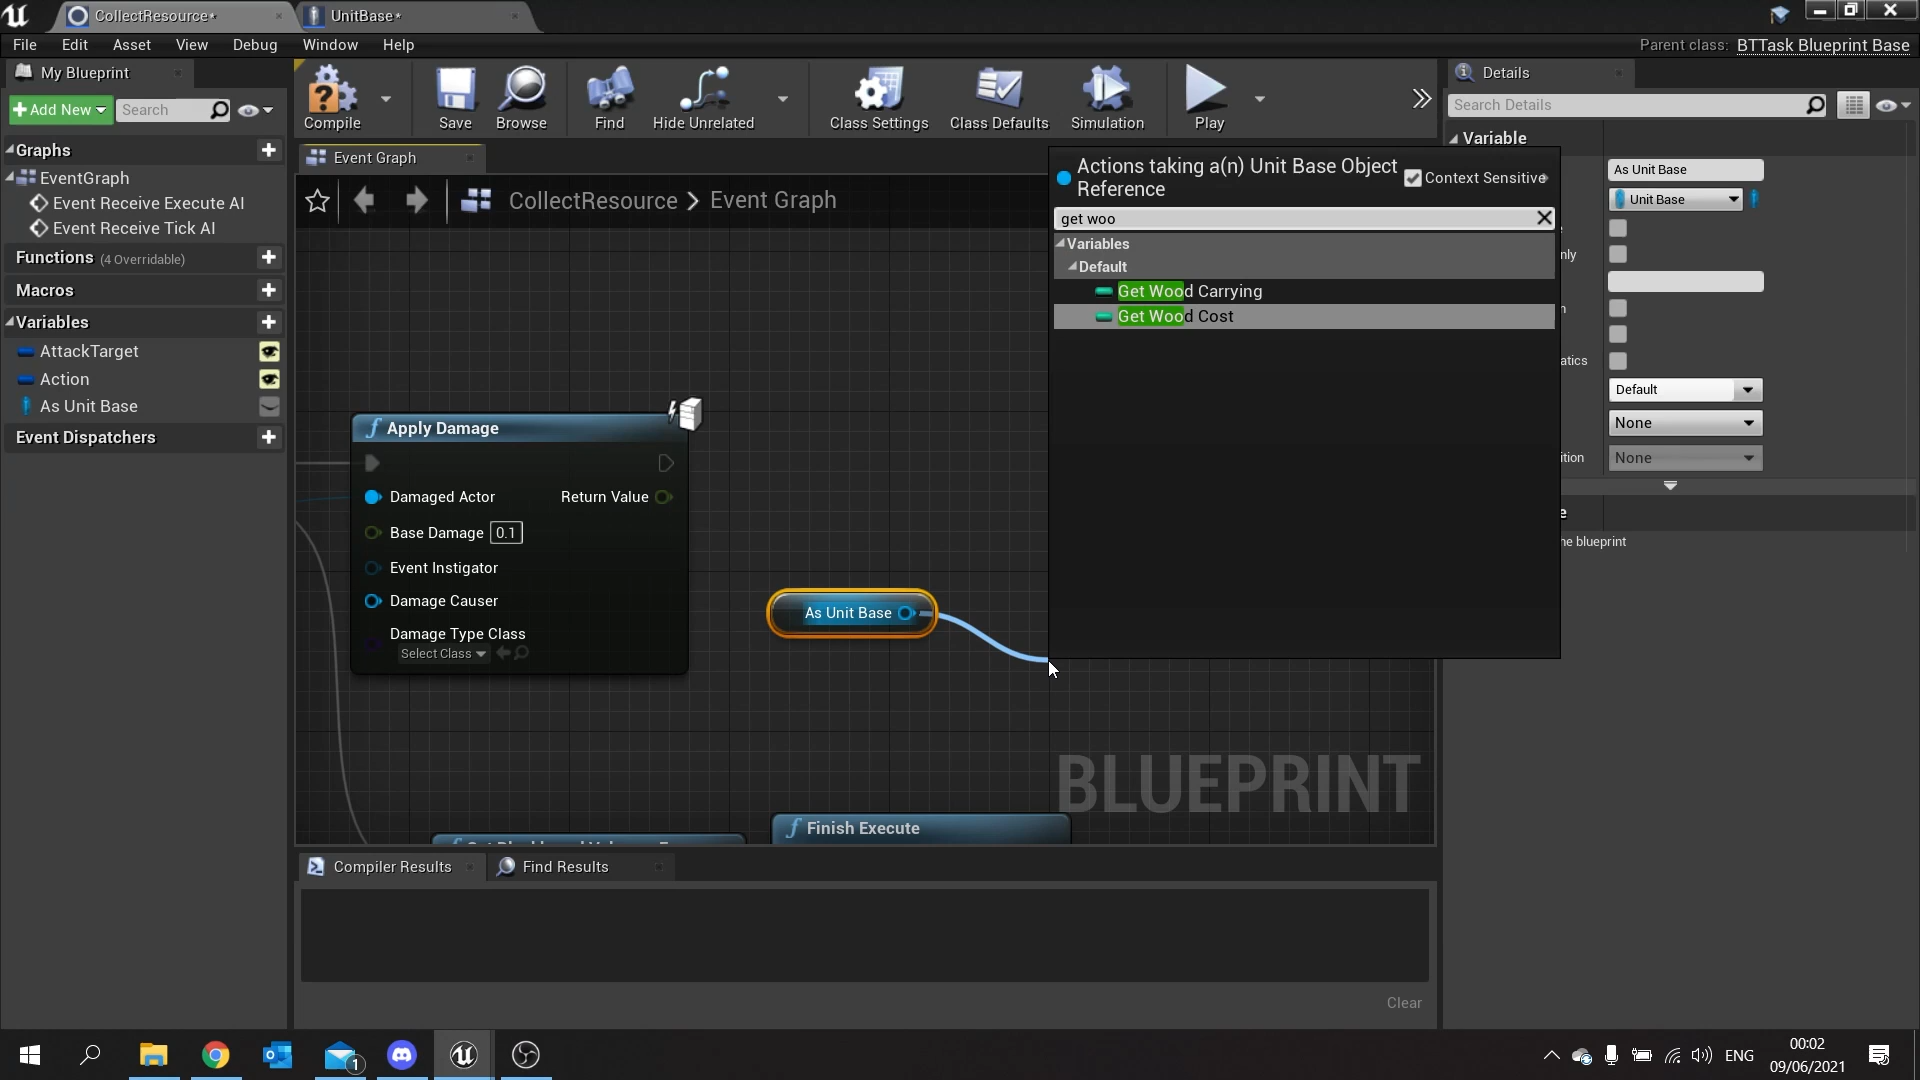 CollectResource*
UnitBase*
File
Edit
Asset
View
Debug
Window
Help
Parent class:
BTTask Blueprint Base
My Blueprint
Add New
Search
Compile
Save
Browse
Find
Hide Unrelated
Class Settings
Class Defaults
Simulation
Play
Details
Search Details
Graphs
EventGraph
Event Receive Execute AI
Event Receive Tick AI
Functions (4 Overridable)
Macros
Variables
AttackTarget
Action
As Unit Base
Event Dispatchers
Event Graph
CollectResource > Event Graph
Apply Damage
Damaged Actor
Return Value
Base Damage 0.1
Event Instigator
Damage Causer
Damage Type Class
Select Class
As Unit Base
Finish Execute
BLUEPRINT
Actions taking a(n) Unit Base Object
Reference
Context Sensitive
get woo
Variables
Default
Get Wood Carrying
Get Wood Cost
Variable
As Unit Base
Unit Base
nly
n
atics
Default
None
ition
None
e
he blueprint
Compiler Results
Find Results
Clear
1
ENG
00:02
09/06/2021